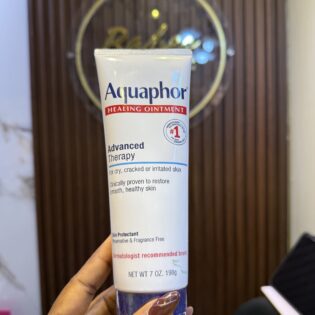 Aquaphor
HEALING OINTMENT
#1
Advanced
Therapy
For dry, cracked or irritated skin
Clinically proven to restore
smooth, healthy skin
Skin Protectant
Preservative & Fragrance Free
Dermatologist recommended brand
NET WT 7 OZ. 198g